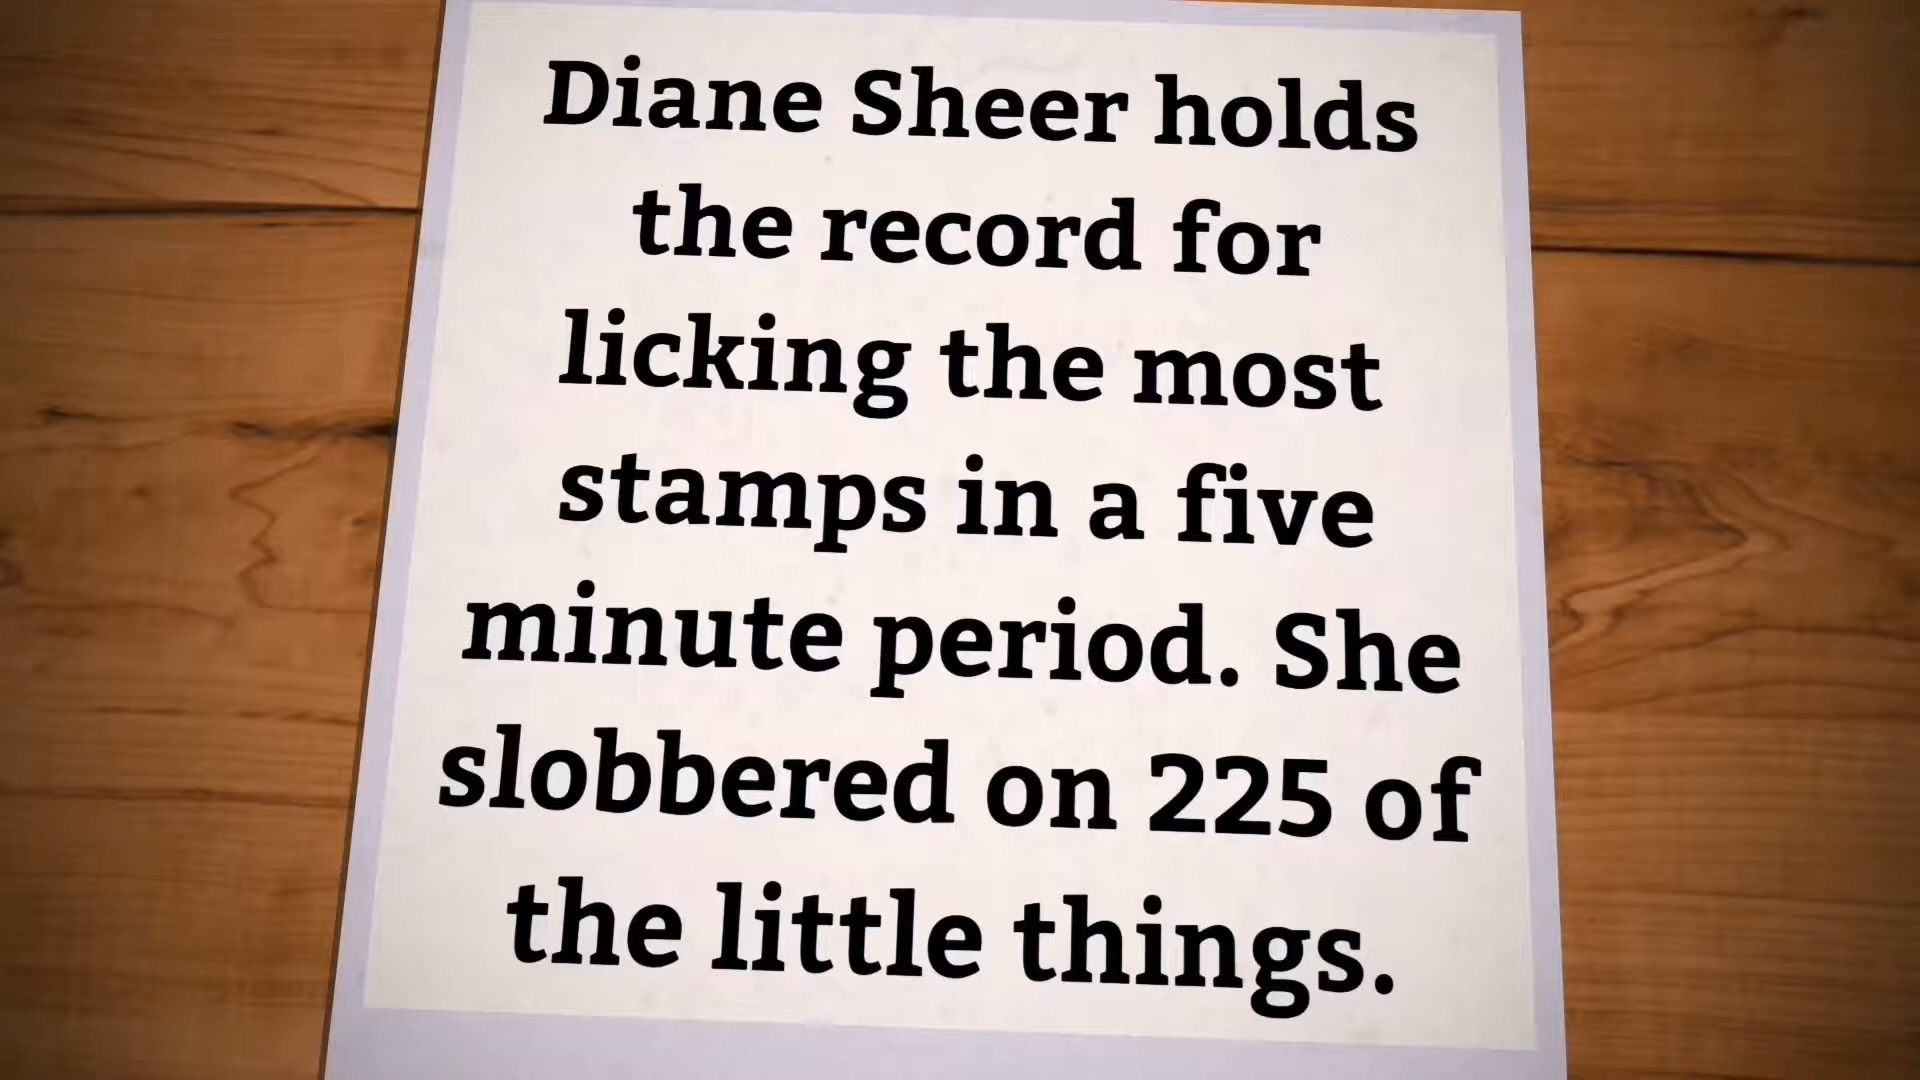 Diane Sheer holds
the record for
licking the most
stamps in a five
minute period. She
slobbered on 225 of
the little things.